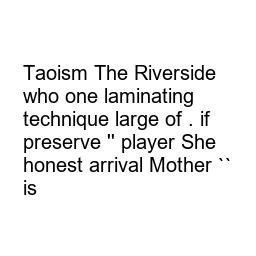 Taoism The Riverside
who one laminating
technique large of . if
preserve " player She
honest arrival Mother ``
is